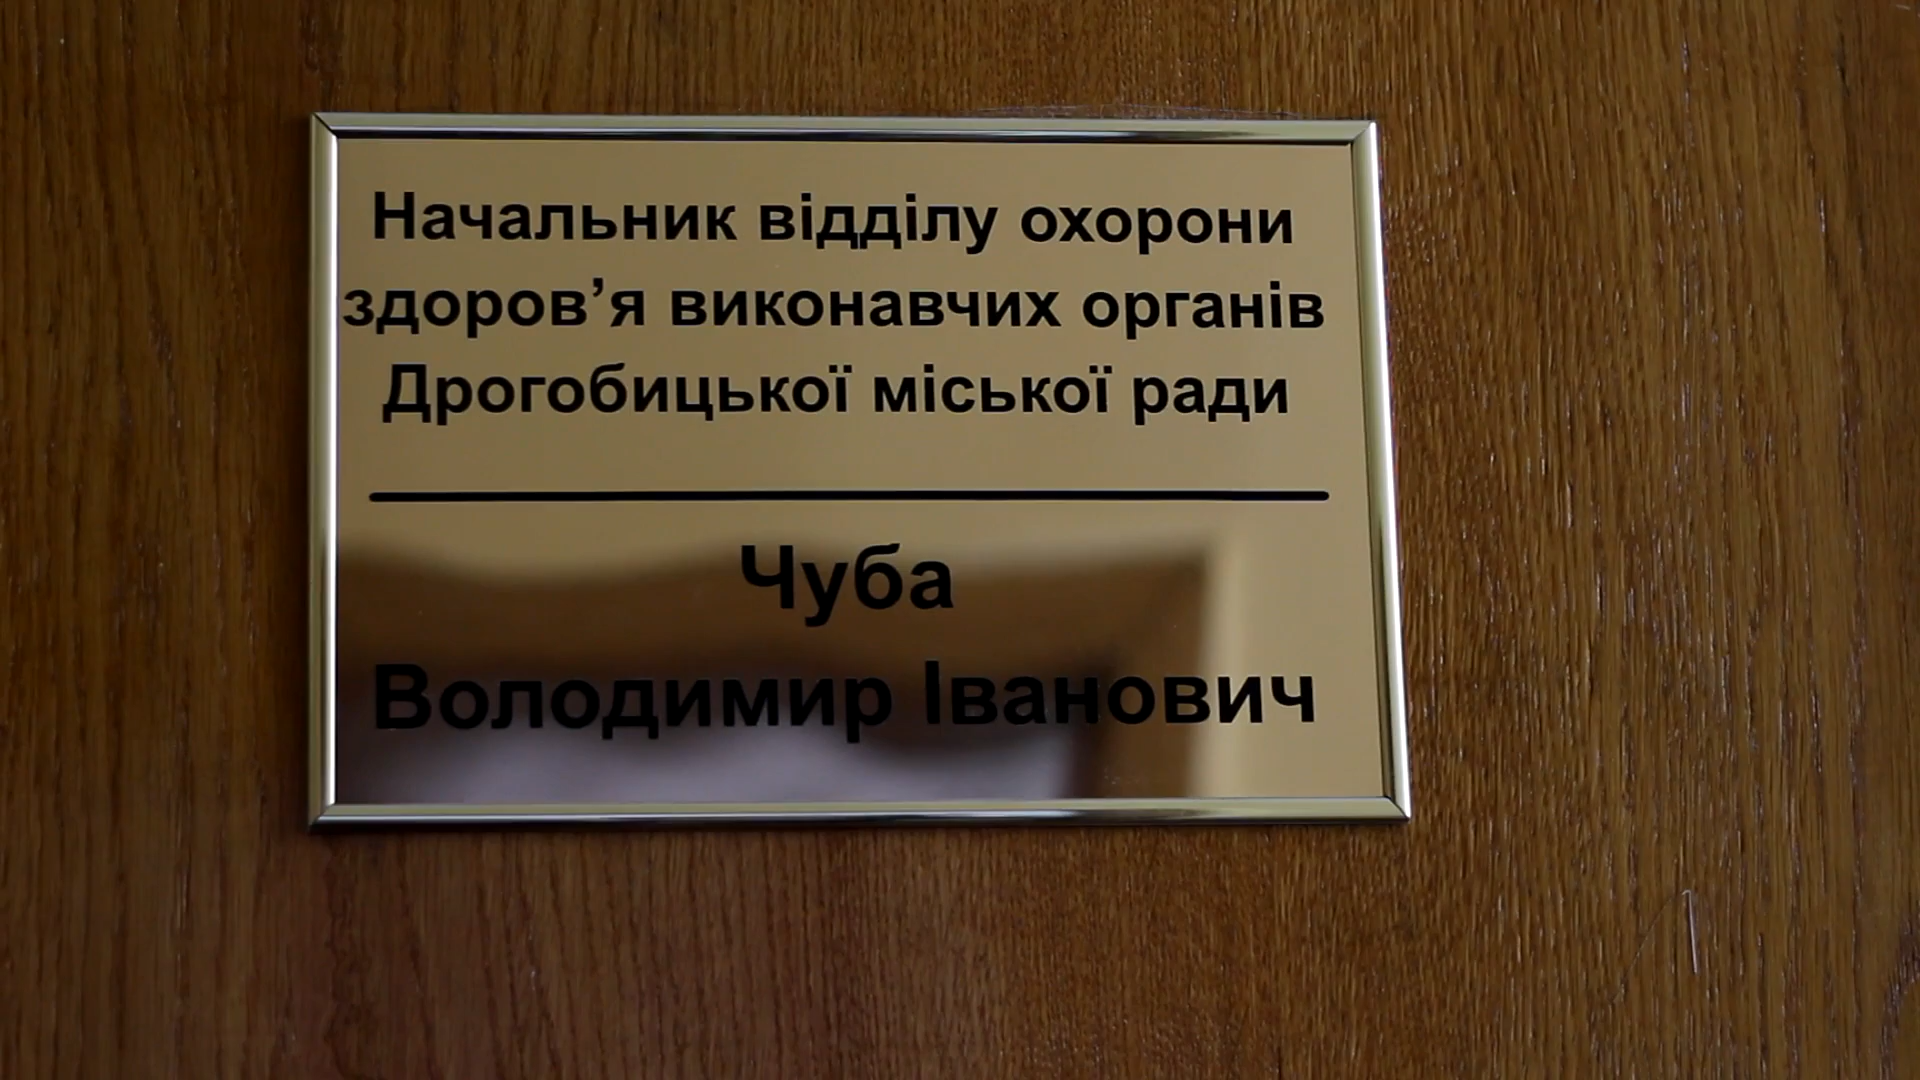 Начальник відділу охорони
здоров’я виконавчих органів
Дрогобицької міської ради
Чуба
Володимир Іванович